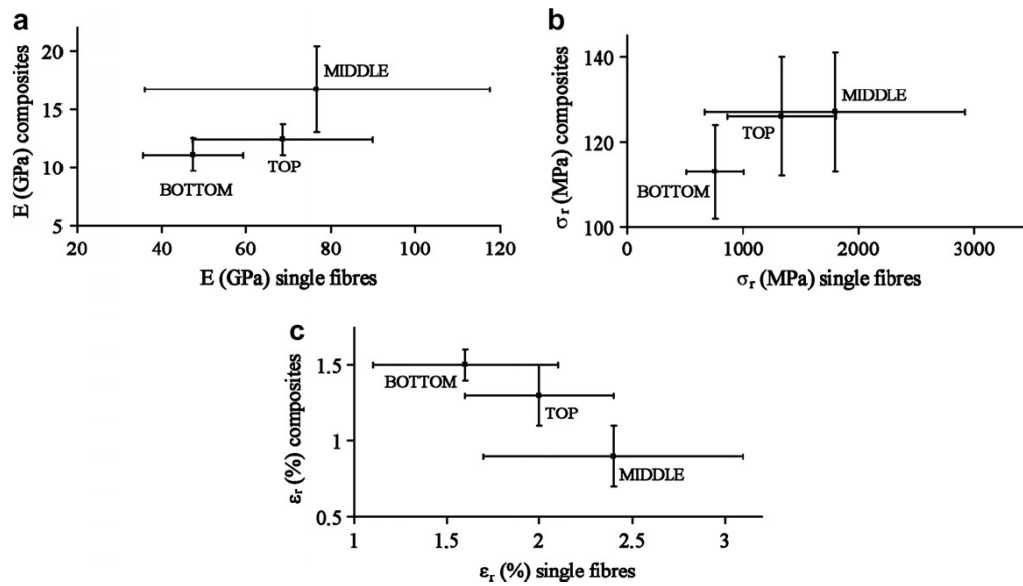 a
E (GPa) composites
20
15
10
5
MIDDLE
TOP
BOTTOM
20
40
60
80
100
120
E (GPa) single fibres
b
σr (MPa) composites
140
120
100
MIDDLE
TOP
BOTTOM
0
1000
2000
3000
σr (MPa) single fibres
c
εr (%) composites
1.5
1
0.5
BOTTOM
TOP
MIDDLE
1
1.5
2
2.5
3
εr (%) single fibres